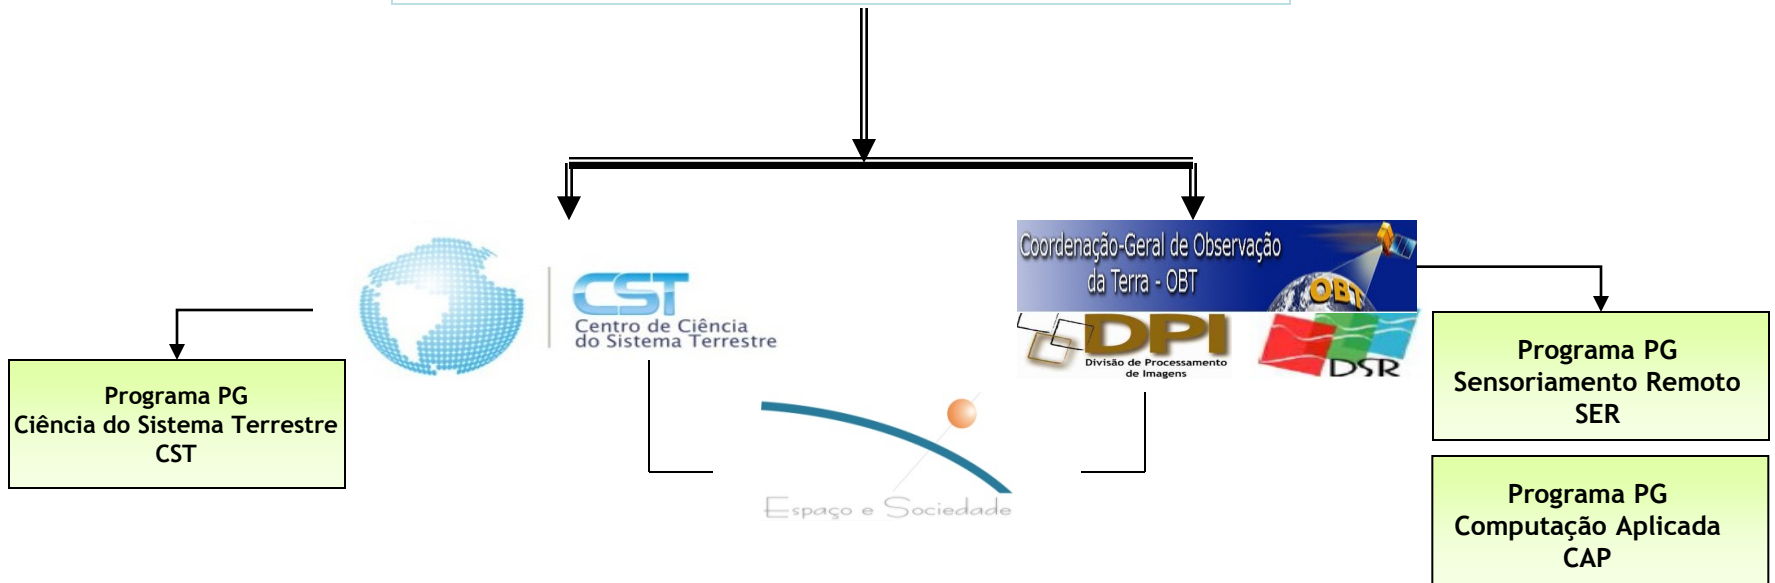 CST
Centro de Ciência
do Sistema Terrestre
Coordenação-Geral de Observação
da Terra - OBT
OBT
DPI
Divisão de Processamento
de Imagens
DSR
Programa PG
Ciência do Sistema Terrestre
CST
Espaço e Sociedade
Programa PG
Sensoriamento Remoto
SER
Programa PG
Computação Aplicada
CAP